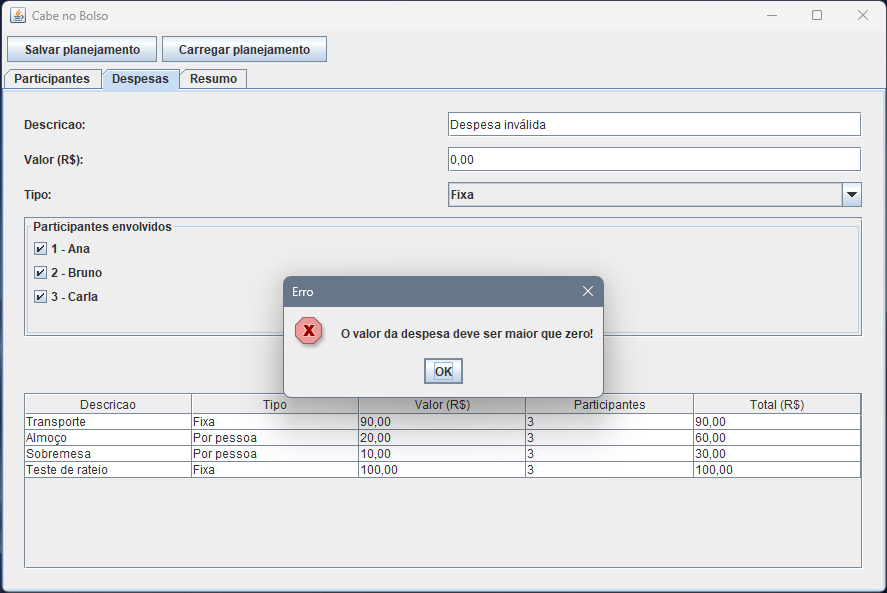 Cabe no Bolso
Salvar planejamento Carregar planejamento
Participantes Despesas Resumo
Descricao: Despesa inválida
Valor (R$): 0,00
Tipo: Fixa
Participantes envolvidos
1 - Ana
2 - Bruno
3 - Carla
Erro
X O valor da despesa deve ser maior que zero!
OK
Descricao Tipo Valor (R$) Participantes Total (R$)
Transporte Fixa 90,00 3 90,00
Almoço Por pessoa 20,00 3 60,00
Sobremesa Por pessoa 10,00 3 30,00
Teste de rateio Fixa 100,00 3 100,00